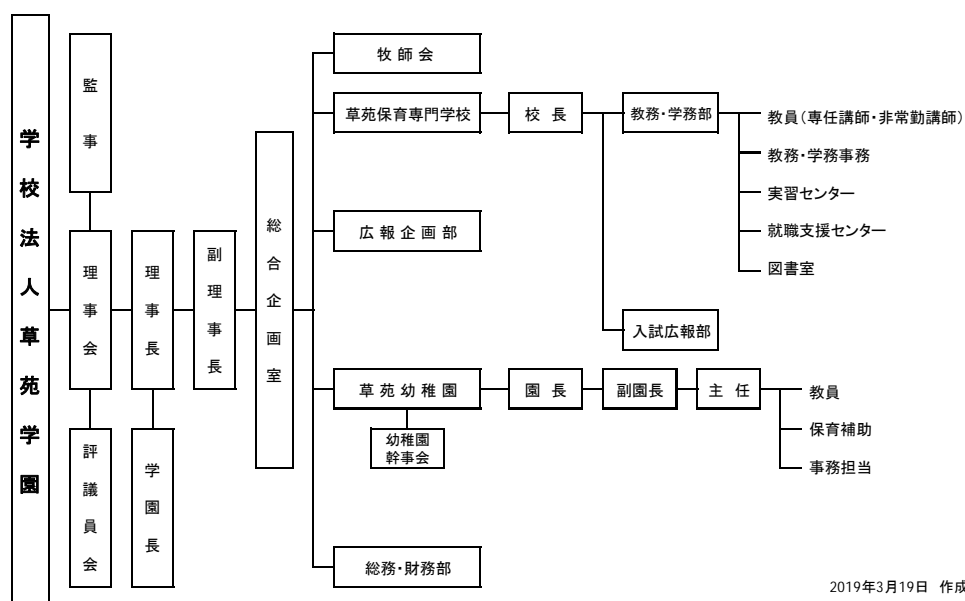 学校法人草苑学園
監事
理事会
評議員会
理事長
学園長
副理事長
総合企画室
牧師会
草苑保育専門学校
校長
教務・学務部
教員（専任講師・非常勤講師）
教務・学務事務
実習センター
就職支援センター
図書室
広報企画部
入試広報部
草苑幼稚園
園長
副園長
主任
教員
保育補助
事務担当
幼稚園
幹事会
総務・財務部
2019年3月19日 作成